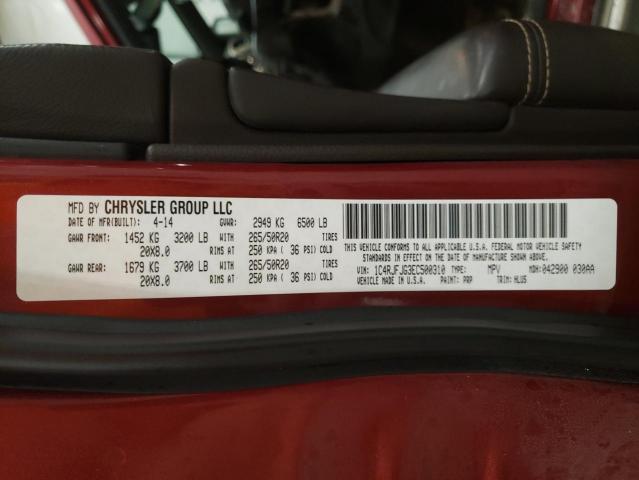 MFD BY CHRYSLER GROUP LLC
DATE OF MFR(BUILT): 4-14 GVWR: 2949 KG 6500 LB
GAWR FRONT: 1452 KG 3200 LB WITH 265/50R20 TIRES
20X8.0 RIMS AT 250 KPA ( 36 PSI) COLD
GAWR REAR: 1679 KG 3700 LB WITH 265/50R20 TIRES
20X8.0 RIMS AT 250 KPA ( 36 PSI) COLD
THIS VEHICLE CONFORMS TO ALL APPLICABLE U.S.A. FEDERAL MOTOR VEHICLE SAFETY
STANDARDS IN EFFECT ON THE DATE OF MANUFACTURE SHOWN ABOVE.
VIN: 1C4RJFJG3EC500310 TYPE: MPV MDH:042900 030AA
VEHICLE MADE IN U.S.A. PAINT: PRP TRIM: HLU5